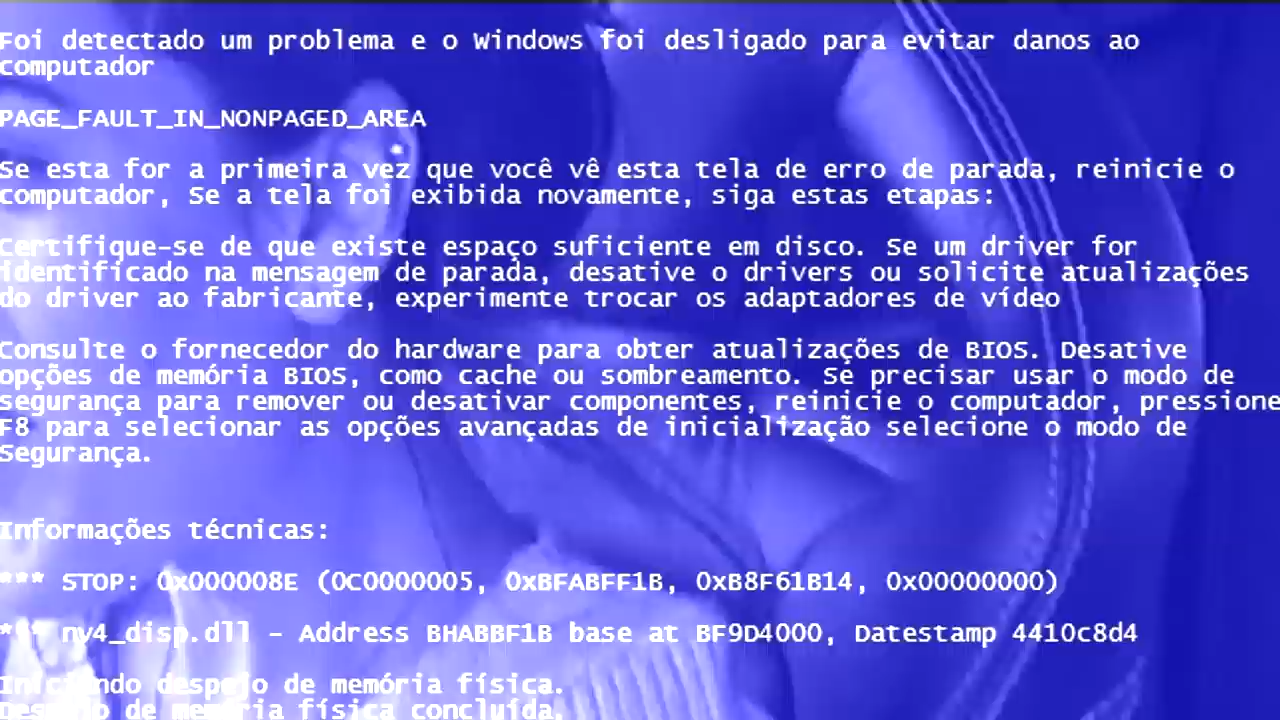 Foi detectado um problema e o Windows foi desligado para evitar danos ao
computador
PAGE_FAULT_IN_NONPAGED_AREA
Se esta for a primeira vez que você vê esta tela de erro de parada, reinicie o
computador, Se a tela foi exibida novamente, siga estas etapas:
Certifique-se de que existe espaço suficiente em disco. Se um driver for
identificado na mensagem de parada, desative o drivers ou solicite atualizações
do driver ao fabricante, experimente trocar os adaptadores de vídeo
Consulte o fornecedor do hardware para obter atualizações de BIOS. Desative
opções de memória BIOS, como cache ou sombreamento. Se precisar usar o modo de
segurança para remover ou desativar componentes, reinicie o computador, pressione
F8 para selecionar as opções avançadas de inicialização selecione o modo de
Segurança.
Informações técnicas:
*** STOP: 0x000008E (0C0000005, 0xBFABFF1B, 0xB8F61B14, 0x00000000)
*** nv4_disp.dll – Address BHABBF1B base at BF9D4000, Datestamp 4410c8d4
Iniciando despejo de memória física.
Despejo de memória física concluída.